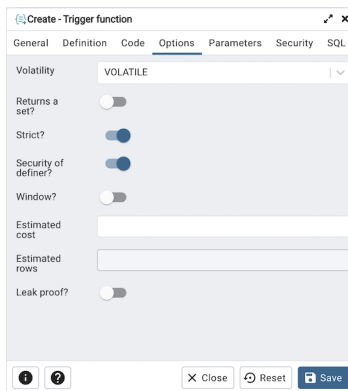 Create - Trigger function
General Definition Code Options Parameters Security SQL
Volatility
VOLATILE
Returns a
set?
Strict?
Security of
definer?
Window?
Estimated
cost
Estimated
rows
Leak proof?
Close Reset Save